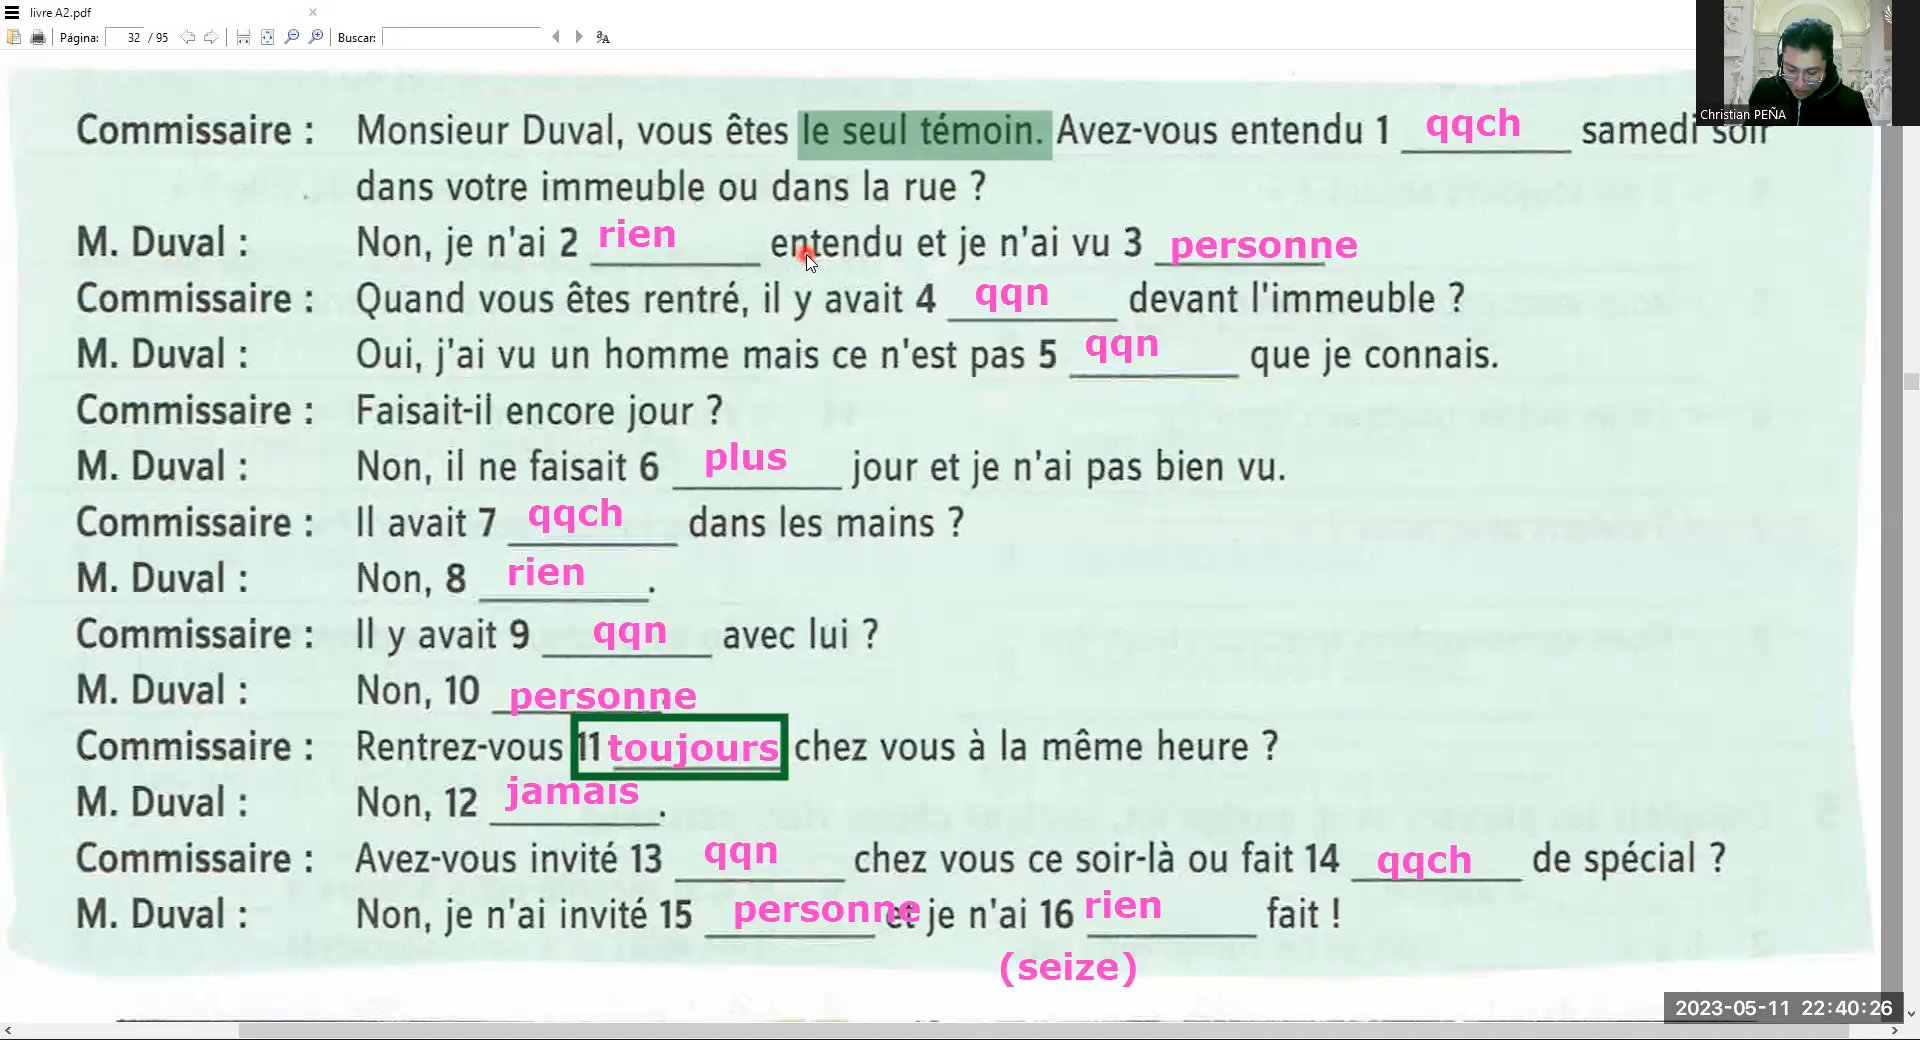 livre A2.pdf
Página: 32 / 95 Buscar:
Christian PEÑA
Commissaire : Monsieur Duval, vous êtes le seul témoin. Avez-vous entendu 1 qqch samedi soir
dans votre immeuble ou dans la rue ?
M. Duval : Non, je n'ai 2 rien entendu et je n'ai vu 3 personne
Commissaire : Quand vous êtes rentré, il y avait 4 qqn devant l'immeuble ?
M. Duval : Oui, j'ai vu un homme mais ce n'est pas 5 qqn que je connais.
Commissaire : Faisait-il encore jour ?
M. Duval : Non, il ne faisait 6 plus jour et je n'ai pas bien vu.
Commissaire : Il avait 7 qqch dans les mains ?
M. Duval : Non, 8 rien .
Commissaire : Il y avait 9 qqn avec lui ?
M. Duval : Non, 10 personne .
Commissaire : Rentrez-vous 11 toujours chez vous à la même heure ?
M. Duval : Non, 12 jamais .
Commissaire : Avez-vous invité 13 qqn chez vous ce soir-là ou fait 14 qqch de spécial ?
M. Duval : Non, je n'ai invité 15 personne et je n'ai 16 rien fait !
(seize)
2023-05-11 22:40:26